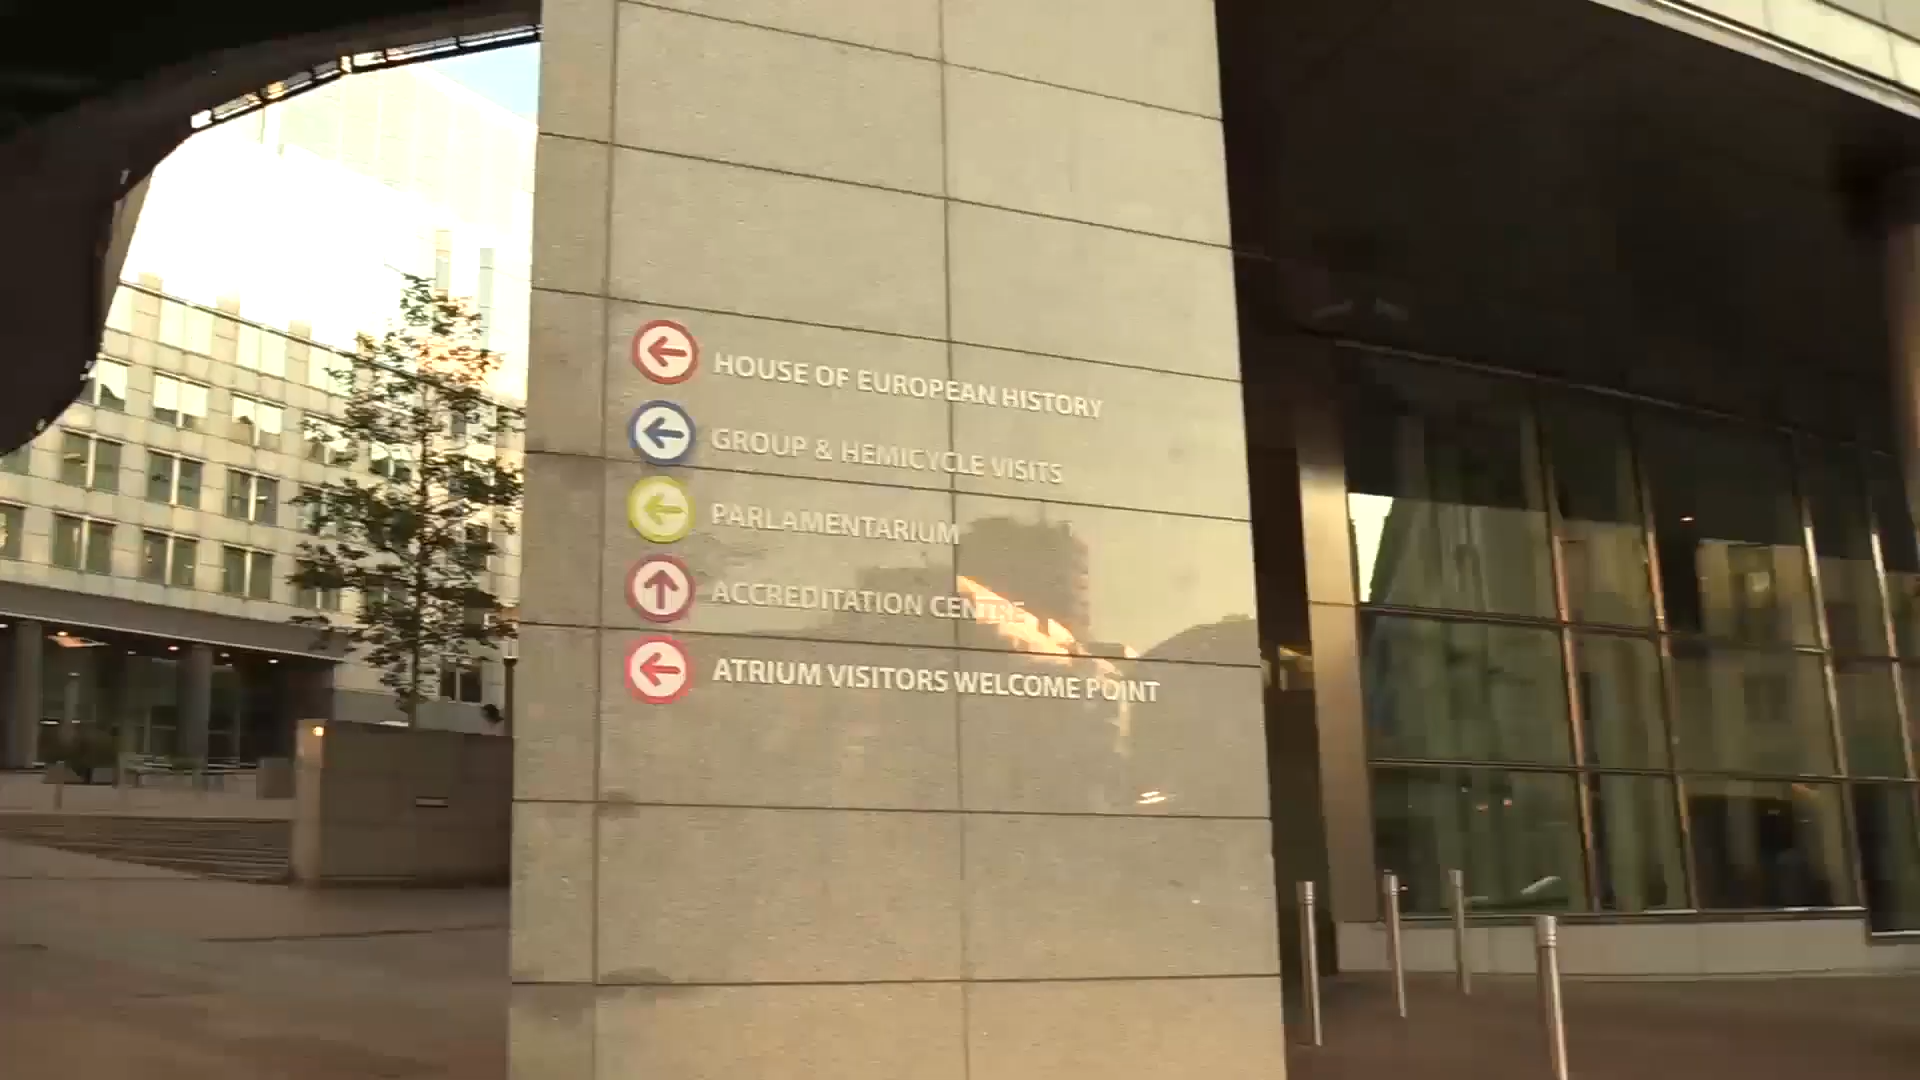 HOUSE OF EUROPEAN HISTORY
GROUP & HEMICYCLE VISITS
PARLAMENTARIUM
ACCREDITATION CENTRE
ATRIUM VISITORS WELCOME POINT